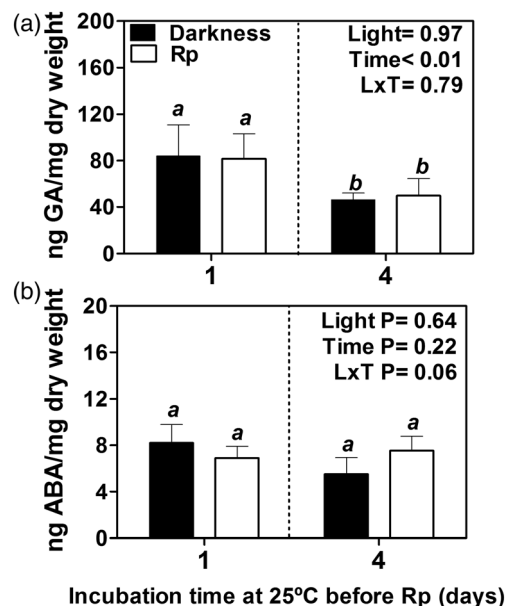 (a)
ng GA/mg dry weight
200
160
120
80
40
0
Darkness
Rp
Light= 0.97
Time< 0.01
LxT= 0.79
a
a
b
b
1
4
(b)
ng ABA/mg dry weight
20
16
12
8
4
0
Light P= 0.64
Time P= 0.22
LxT P= 0.06
a
a
a
a
1
4
Incubation time at 25ºC before Rp (days)